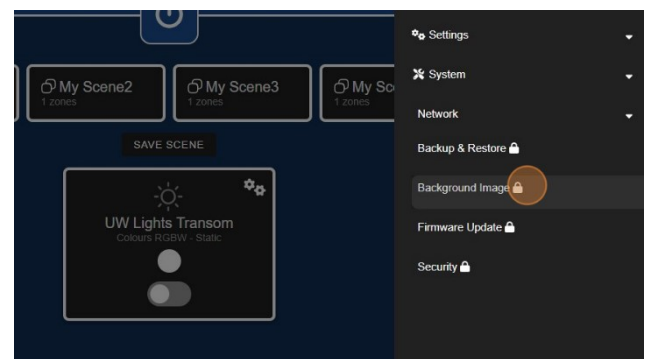 My Scene2
1 zones
My Scene3
1 zones
My Sc
1 zones
SAVE SCENE
UW Lights Transom
Colours RGBW - Static
Settings
System
Network
Backup & Restore
Background Image
Firmware Update
Security